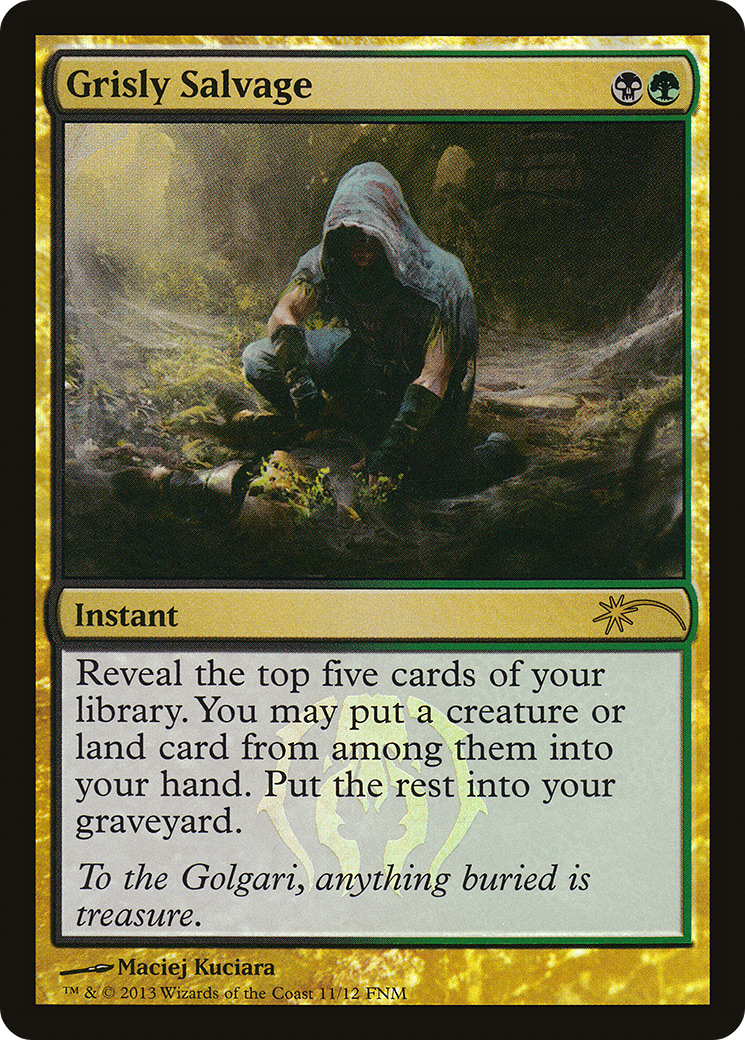 Grisly Salvage
Instant
Reveal the top five cards of your
library. You may put a creature or
land card from among them into
your hand. Put the rest into your
graveyard.
To the Golgari, anything buried is
treasure.
Maciej Kuciara
™ & © 2013 Wizards of the Coast 11/12 FNM